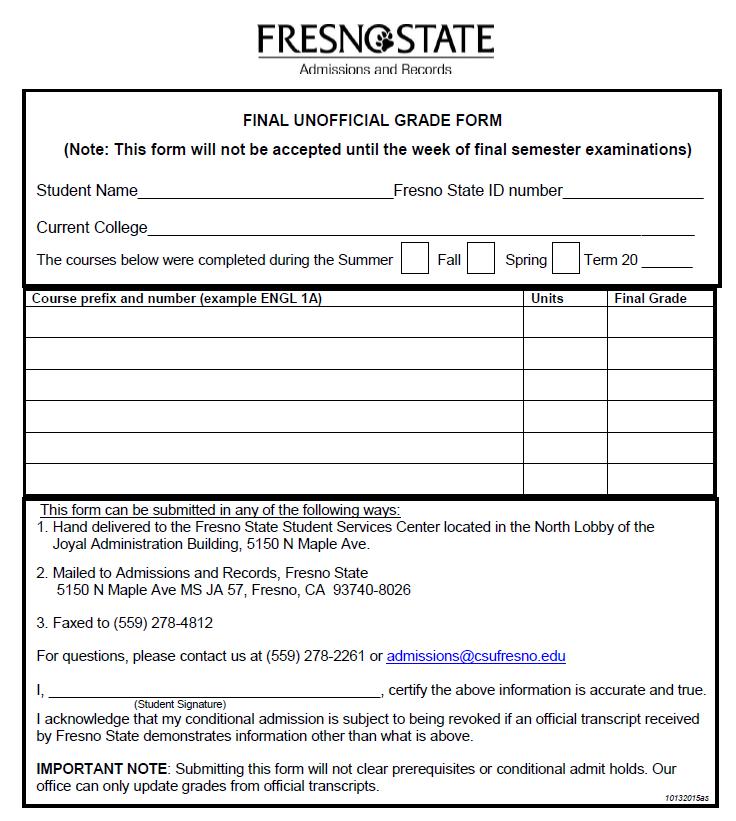 FRESNO STATE
Admissions and Records
FINAL UNOFFICIAL GRADE FORM
(Note: This form will not be accepted until the week of final semester examinations)
Student Name______________________________Fresno State ID number________________
Current College________________________________________________________________
The courses below were completed during the Summer Fall Spring Term 20 ______
Course prefix and number (example ENGL 1A) Units Final Grade
This form can be submitted in any of the following ways:
1. Hand delivered to the Fresno State Student Services Center located in the North Lobby of the
Joyal Administration Building, 5150 N Maple Ave.
2. Mailed to Admissions and Records, Fresno State
5150 N Maple Ave MS JA 57, Fresno, CA 93740-8026
3. Faxed to (559) 278-4812
For questions, please contact us at (559) 278-2261 or admissions@csufresno.edu
I, ________________________________________, certify the above information is accurate and true.
(Student Signature)
I acknowledge that my conditional admission is subject to being revoked if an official transcript received
by Fresno State demonstrates information other than what is above.
IMPORTANT NOTE: Submitting this form will not clear prerequisites or conditional admit holds. Our
office can only update grades from official transcripts.
10132015as